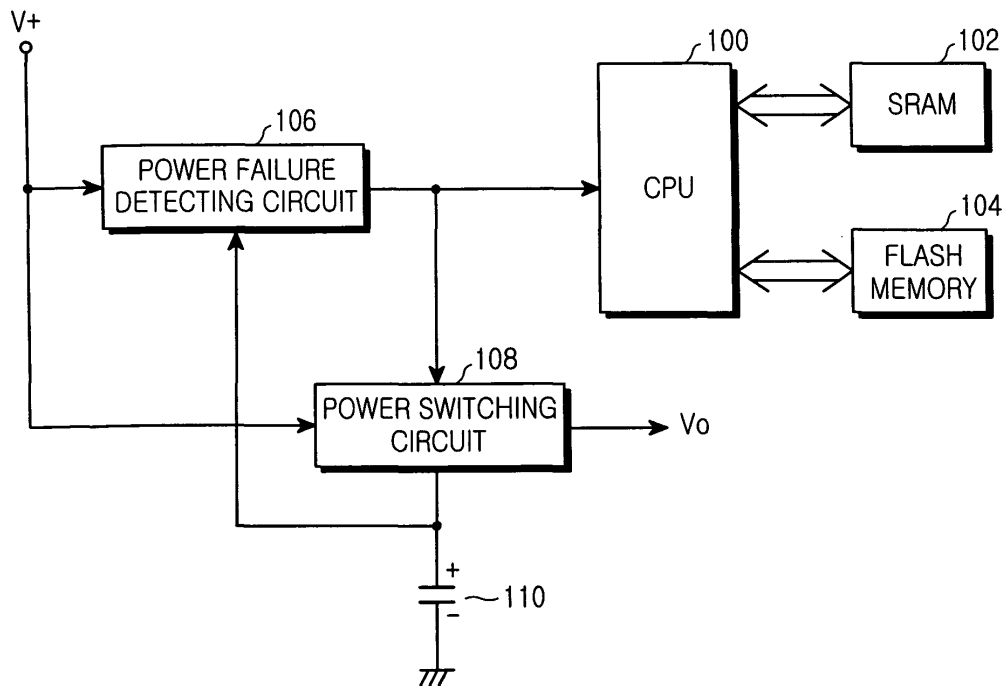 V+
100
102
SRAM
106
POWER FAILURE
DETECTING CIRCUIT
CPU
104
FLASH
MEMORY
108
POWER SWITCHING
CIRCUIT
Vo
+
110
-